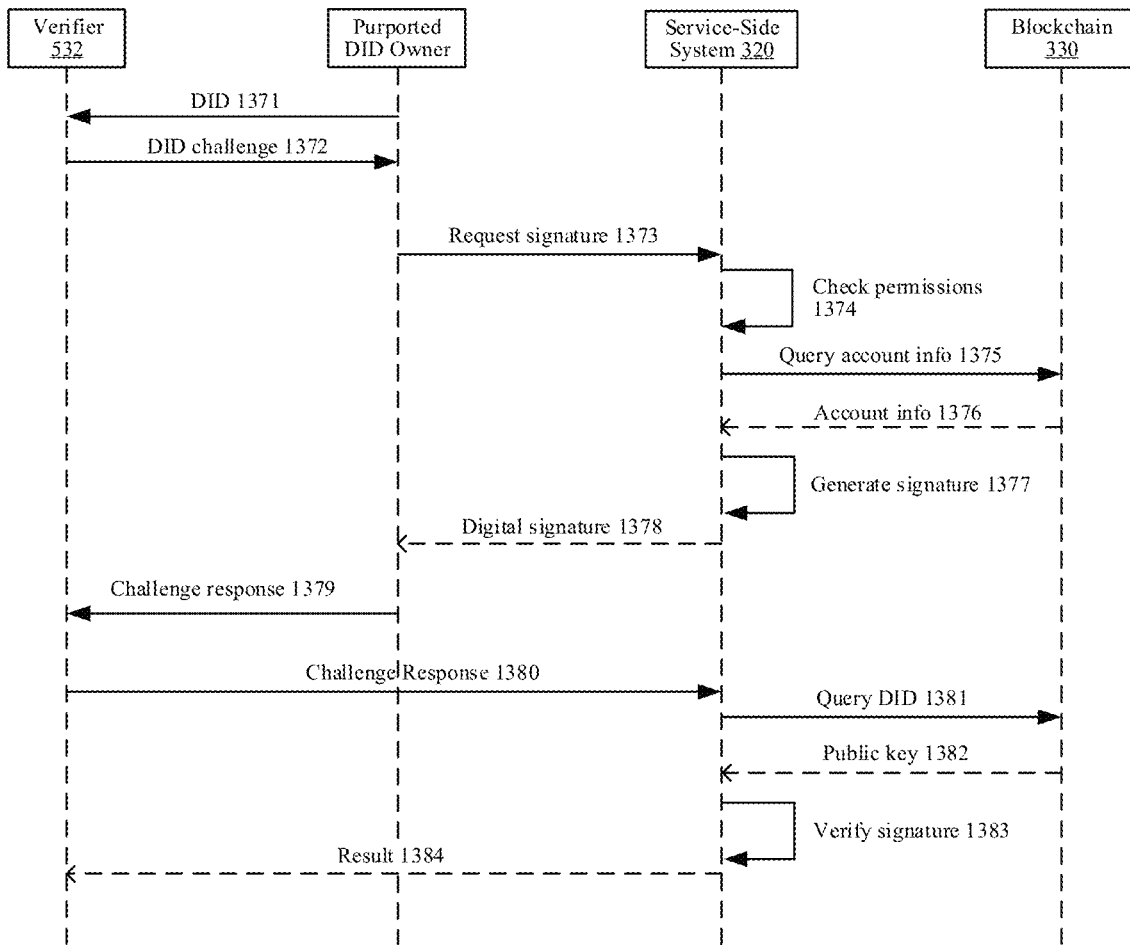 Verifier
532
Purported
DID Owner
Service-Side
System 320
Blockchain
330
DID 1371
DID challenge 1372
Request signature 1373
Check permissions
1374
Query account info 1375
Account info 1376
Generate signature 1377
Digital signature 1378
Challenge response 1379
Challenge Response 1380
Query DID 1381
Public key 1382
Verify signature 1383
Result 1384